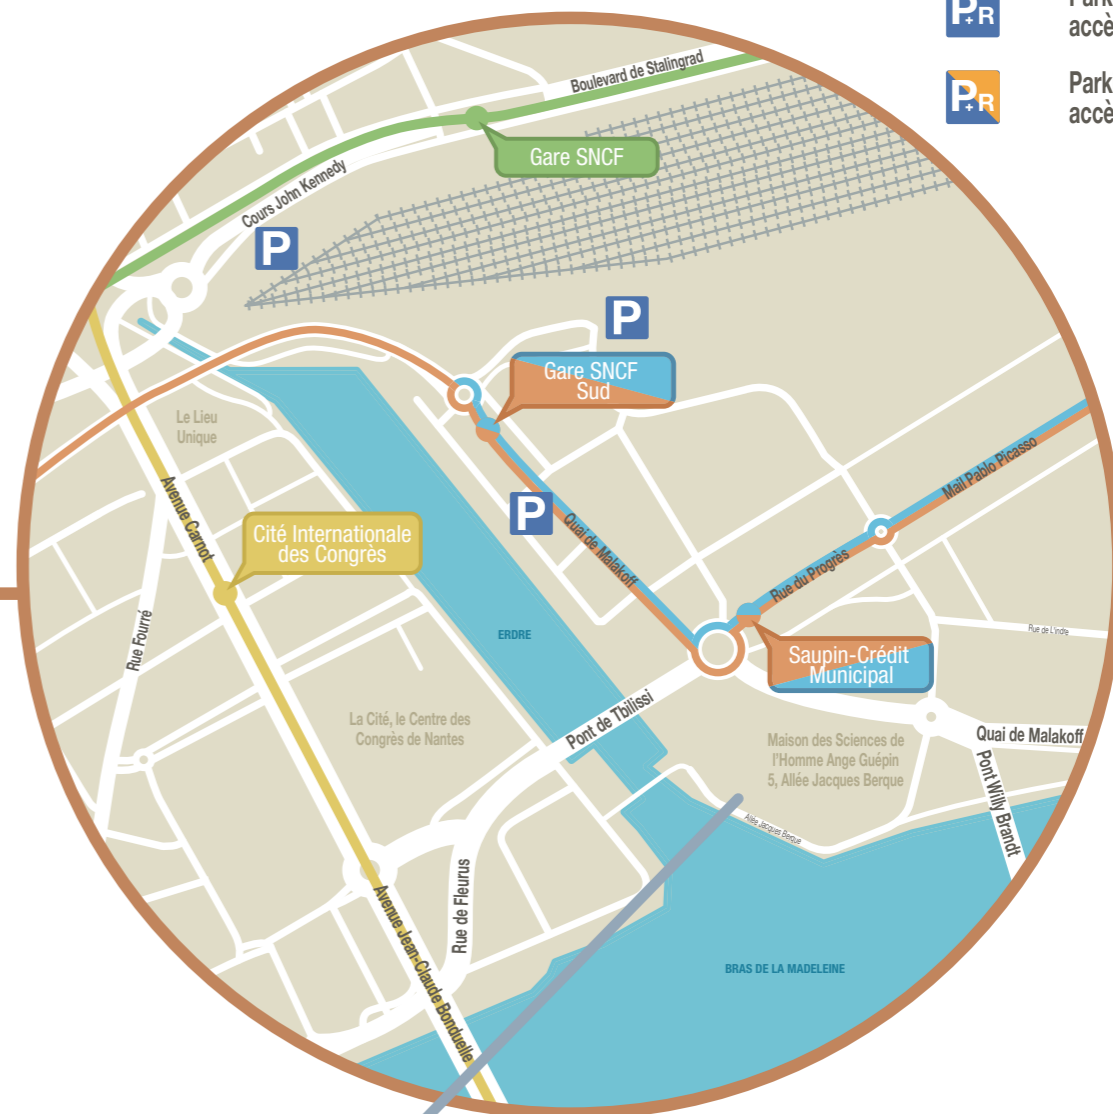 P+R
accès
P+R
Park
accès
Boulevard de Stalingrad
Gare SNCF
Cours John Kennedy
P
P
Gare SNCF
Sud
Le Lieu
Unique
Mail Pablo Picasso
Avenue Carnot
P
Quai de Malakoff
Cité Internationale
des Congrès
Rue du Progrès
Rue Fourré
ERDRE
Rue de L'indre
Saupin-Crédit
Municipal
Pont de Tbilissi
La Cité, le Centre des
Congrès de Nantes
Quai de Malakoff
Maison des Sciences de
l'Homme Ange Guépin
5, Allée Jacques Berque
Pont Willy Brandt
Allée Jacques Berque
Rue de Fleurus
Avenue Jean-Claude Bonduelle
BRAS DE LA MADELEINE